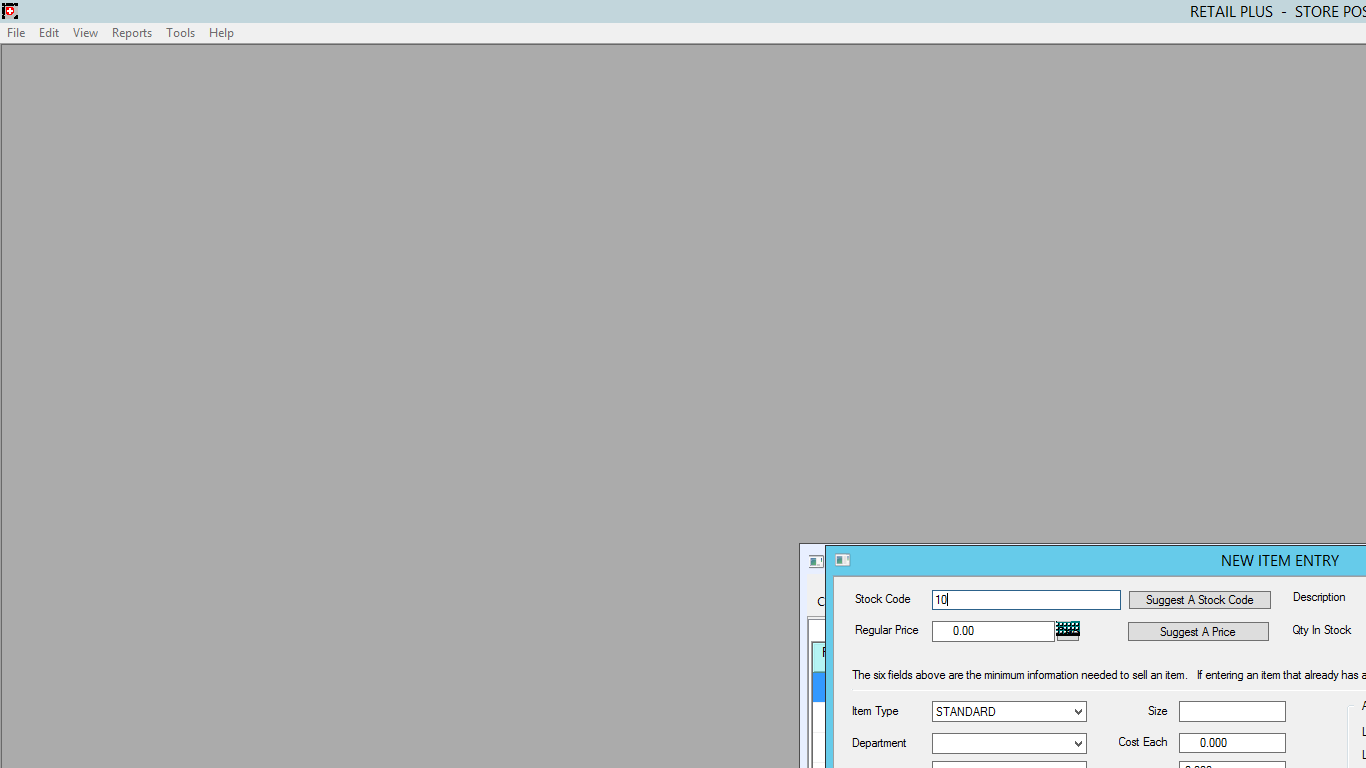 RETAIL PLUS - STORE POS
File Edit View Reports Tools Help
NEW ITEM ENTRY
Stock Code 10 Suggest A Stock Code Description
Regular Price 0.00 Suggest A Price Qty In Stock
The six fields above are the minimum information needed to sell an item. If entering an item that already has a
Item Type STANDARD Size
Department Cost Each 0.000